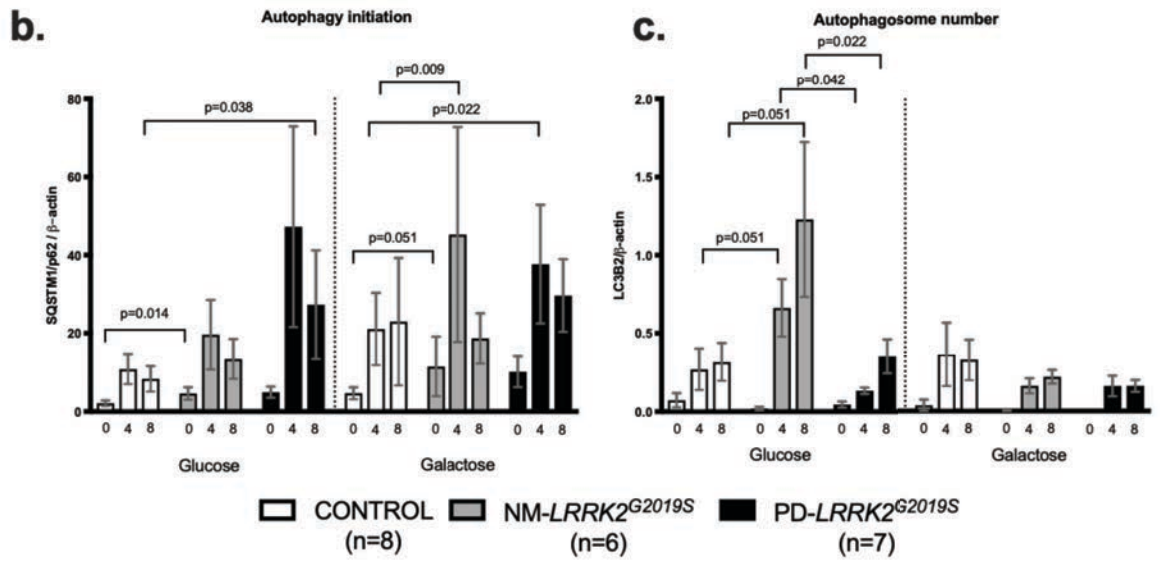 b.
Autophagy initiation
SQSTM1/p62 / β-actin
80
60
40
20
0
p=0.014
p=0.038
p=0.051
p=0.009
p=0.022
0 4 8 0 4 8 0 4 8 0 4 8 0 4 8 0 4 8
Glucose
Galactose
c.
Autophagosome number
LC3B2/β-actin
2.0
1.5
1.0
0.5
0.0
p=0.022
p=0.042
p=0.051
p=0.051
0 4 8 0 4 8 0 4 8 0 4 8 0 4 8 0 4 8
Glucose
Galactose
CONTROL
(n=8)
NM-LRRK2G2019S
(n=6)
PD-LRRK2G2019S
(n=7)